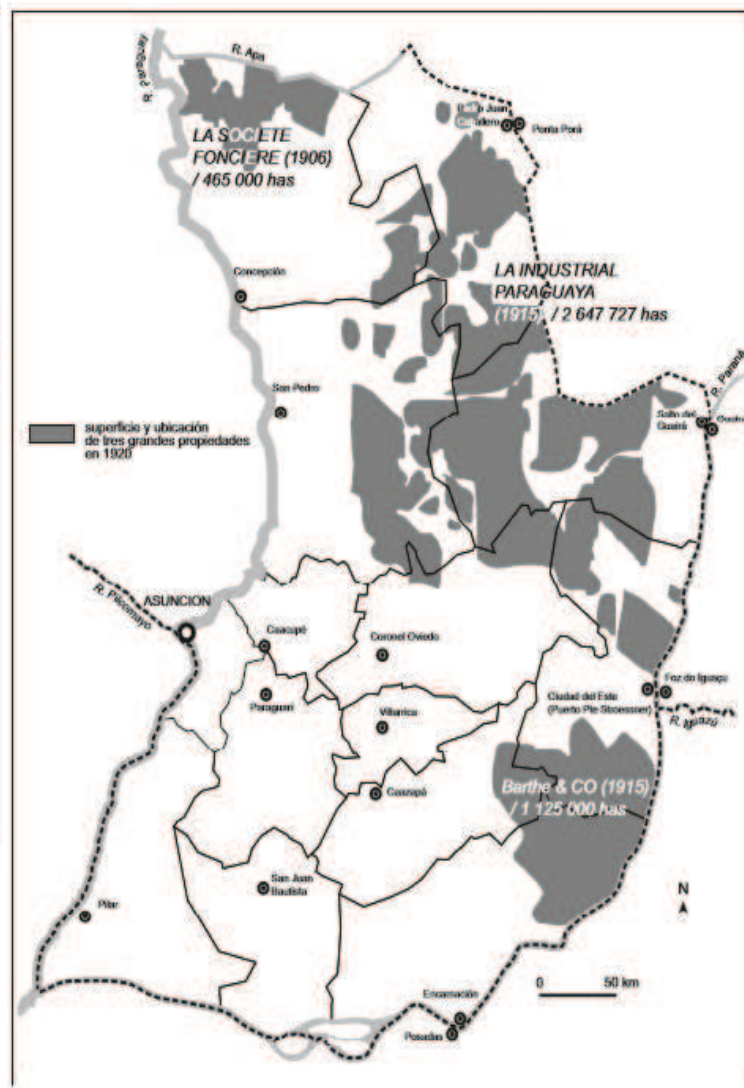 R. Paraguay
R. Apa
LA SOCIETE
FONCIERE (1906)
/ 465 000 has
Pedro Juan
Caballero
Ponta Porá
LA INDUSTRIAL
PARAGUAYA
(1915) / 2 647 727 has
Concepción
San Pedro
R. Paraná
Salto del
Guairá
superficie y ubicación
de tres grandes propiedades
en 1920
R. Pilcomayo
ASUNCION
Caacupé
Coronel Oviedo
Paraguarí
Villarrica
Ciudad del Este
(Puerto Pte Stroessner)
Foz do Iguaçu
R. Iguazú
Barthe & CO (1915)
/ 1 125 000 has
Caazapá
San Juan
Bautista
Pilar
N
0 50 km
Encarnación
Posadas